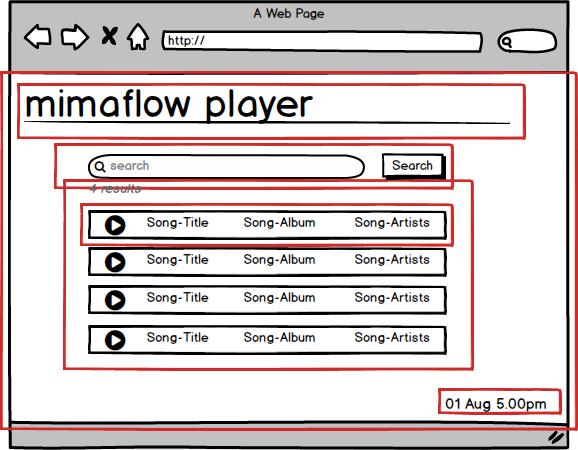 A Web Page
http://
mimaflow player
search Search
4 results
Song-Title Song-Album Song-Artists
Song-Title Song-Album Song-Artists
Song-Title Song-Album Song-Artists
Song-Title Song-Album Song-Artists
01 Aug 5.00pm